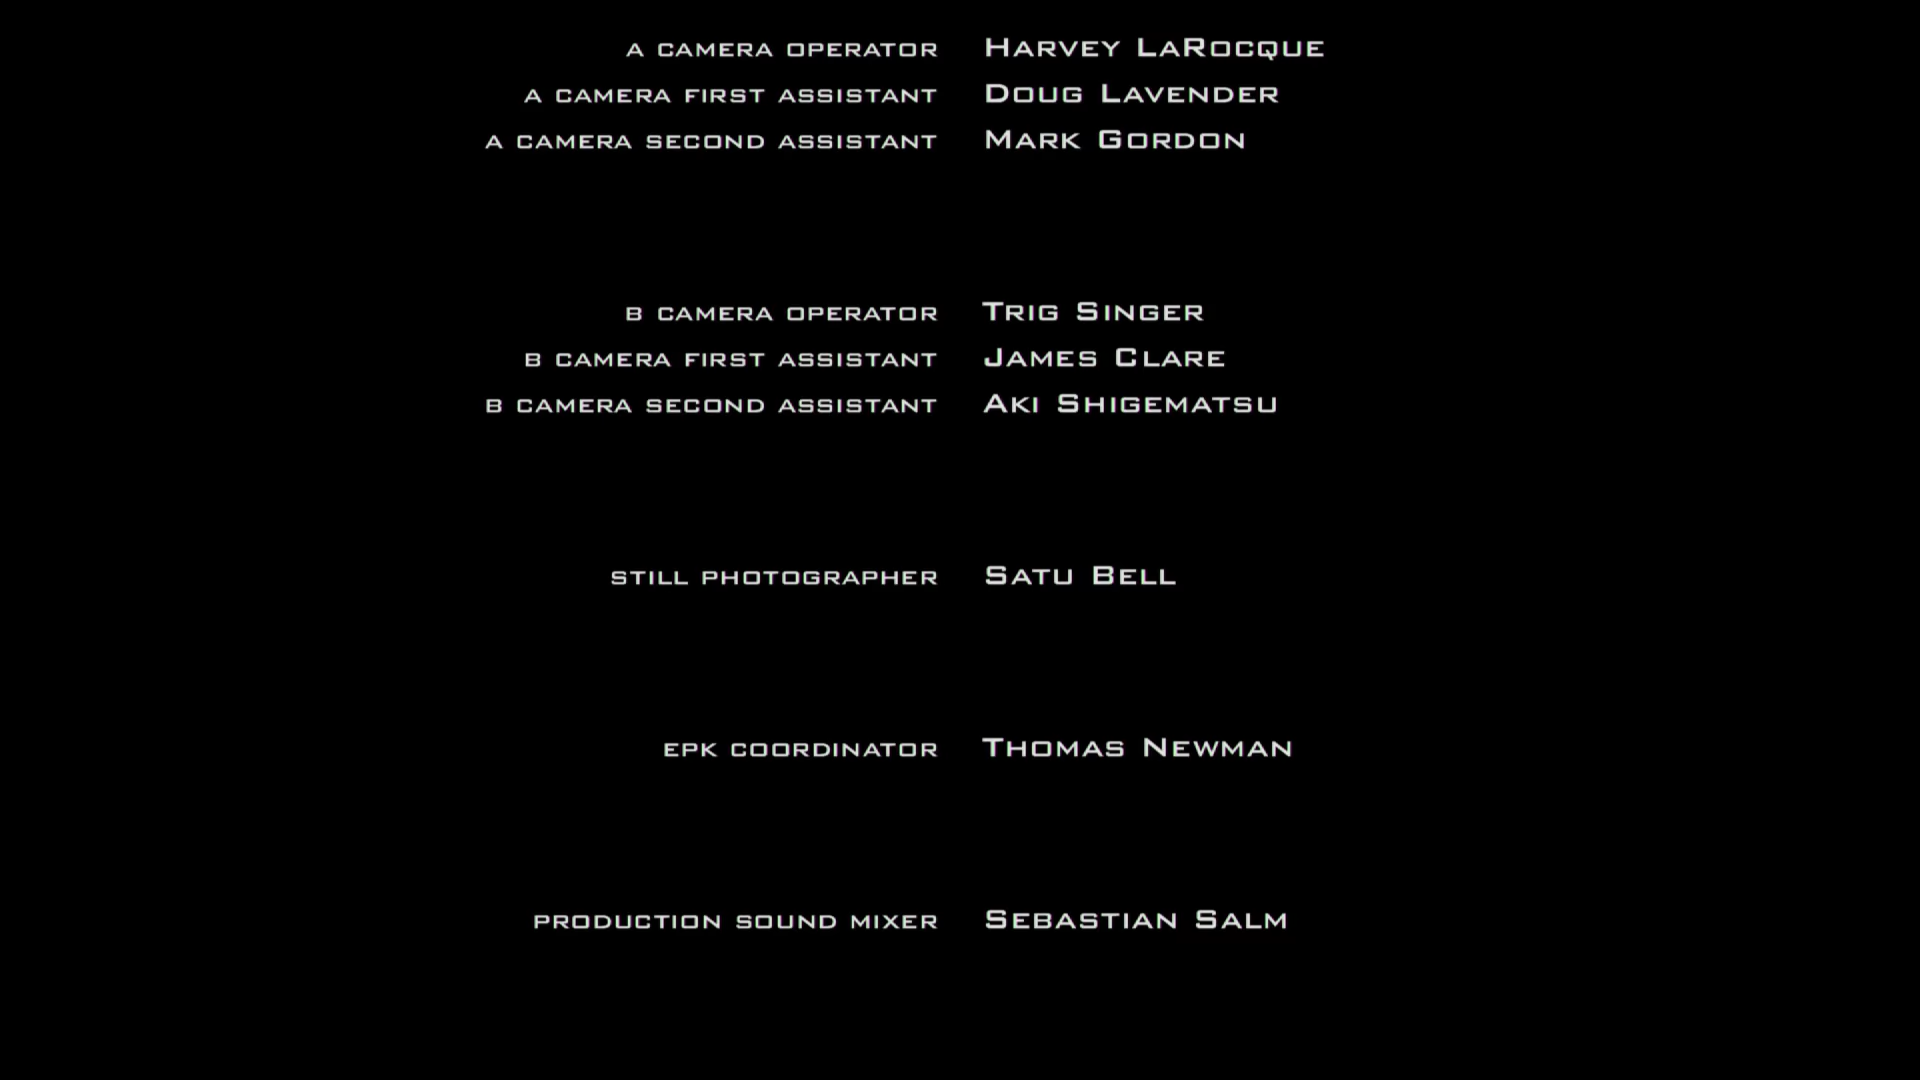 A CAMERA OPERATOR HARVEY LAROCQUE
A CAMERA FIRST ASSISTANT DOUG LAVENDER
A CAMERA SECOND ASSISTANT MARK GORDON
B CAMERA OPERATOR TRIG SINGER
B CAMERA FIRST ASSISTANT JAMES CLARE
B CAMERA SECOND ASSISTANT AKI SHIGEMATSU
STILL PHOTOGRAPHER SATU BELL
EPK COORDINATOR THOMAS NEWMAN
PRODUCTION SOUND MIXER SEBASTIAN SALM